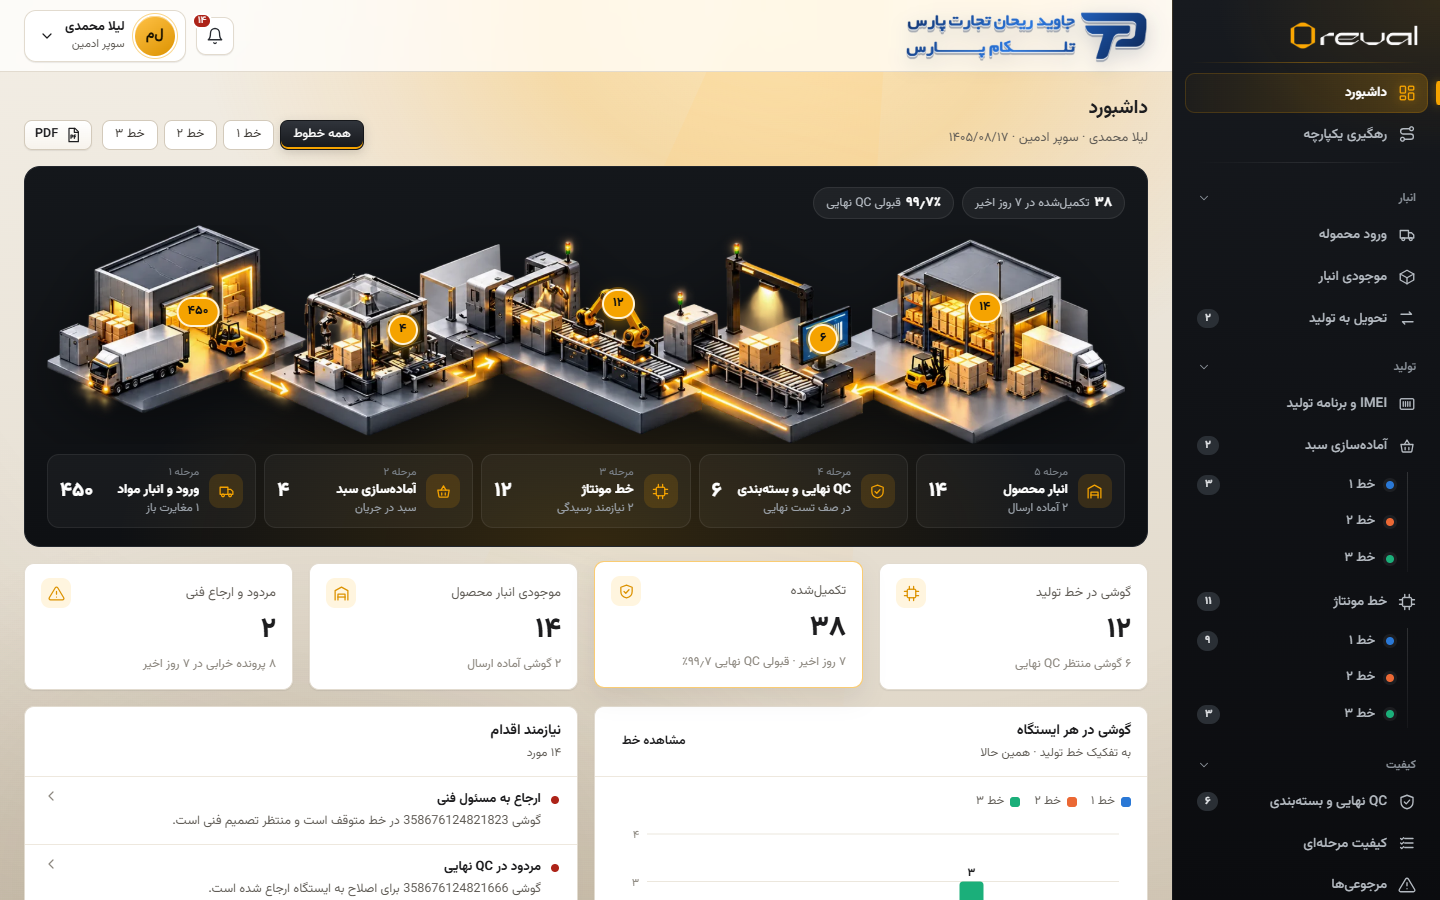 reval
داشبورد
رهگیری یکپارچه
انبار
ورود محموله
موجودی انبار
تحویل به تولید ۲
تولید
IMEI و برنامه تولید
آماده‌سازی سبد ۲
خط ۱ ۳
خط ۲
خط ۳
خط مونتاژ ۱۱
خط ۱ ۹
خط ۲
خط ۳ ۳
کیفیت
QC نهایی و بسته‌بندی ۶
کیفیت مرحله‌ای
مرجوعی‌ها
جاوید ریحان تجارت پارس
تلکام پارس
۱۴
لیلا محمدی
سوپر ادمین
ل‌م
داشبورد
لیلا محمدی · سوپر ادمین · ۱۴۰۵/۰۸/۱۷
همه خطوط
خط ۱
خط ۲
خط ۳
PDF
۳۸ تکمیل‌شده در ۷ روز اخیر
۹۹٫۷٪ قبولی QC نهایی
۴۵۰
۴
۱۲
۶
۱۴
مرحله ۵
انبار محصول
۲ آماده ارسال
۱۴
مرحله ۴
QC نهایی و بسته‌بندی
در صف تست نهایی
۶
مرحله ۳
خط مونتاژ
۲ نیازمند رسیدگی
۱۲
مرحله ۲
آماده‌سازی سبد
سبد در جریان
۴
مرحله ۱
ورود و انبار مواد
۱ مغایرت باز
۴۵۰
گوشی در خط تولید
۱۲
۶ گوشی منتظر QC نهایی
تکمیل‌شده
۳۸
۷ روز اخیر · قبولی QC نهایی ۹۹٫۷٪
موجودی انبار محصول
۱۴
۲ گوشی آماده ارسال
مردود و ارجاع فنی
۲
۸ پرونده خرابی در ۷ روز اخیر
گوشی در هر ایستگاه
به تفکیک خط تولید · همین حالا
مشاهده خط
خط ۱
خط ۲
خط ۳
۴
۳
۳
نیازمند اقدام
۱۴ مورد
ارجاع به مسئول فنی
گوشی 358676124821823 در خط متوقف است و منتظر تصمیم فنی است.
مردود در QC نهایی
گوشی 358676124821666 برای اصلاح به ایستگاه ارجاع شده است.